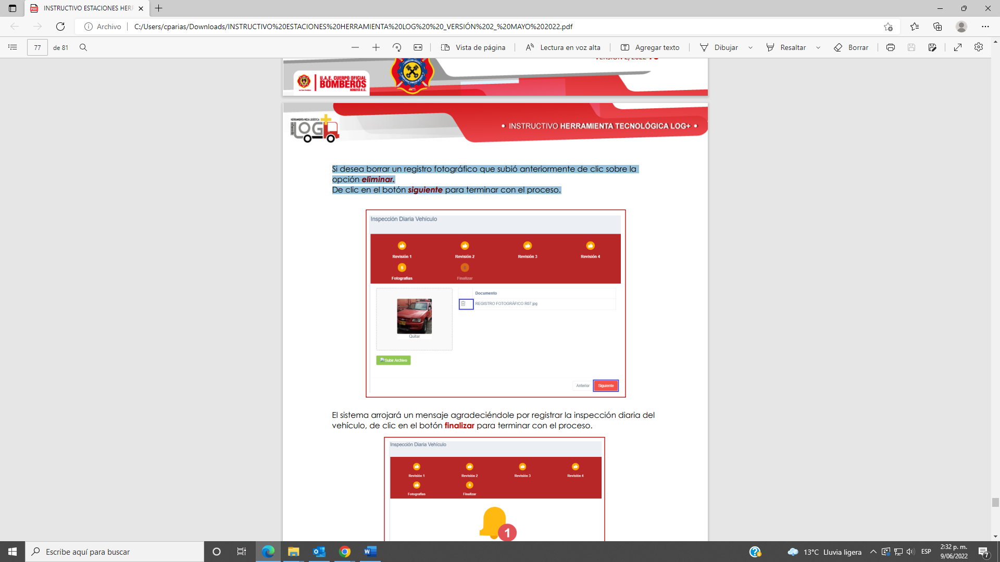 INSTRUCTIVO ESTACIONES HERR
Archivo
C:/Users/cparias/Downloads/INSTRUCTIVO%20ESTACIONES%20HERRAMIENTA%20LOG%20%20_VERSIÓN%202_%20MAYO%202022.pdf
77
de 81
Vista de página
Lectura en voz alta
Agregar texto
Dibujar
Resaltar
Borrar
U.A.E. CUERPO OFICIAL
BOMBEROS
BOGOTÁ D.C.
HERRAMIENTA MESA LOGÍSTICA
LOG
• INSTRUCTIVO HERRAMIENTA TECNOLÓGICA LOG+ •
Si desea borrar un registro fotográfico que subió anteriormente de clic sobre la
opción eliminar.
De clic en el botón siguiente para terminar con el proceso.
Inspección Diaria Vehículo
Revisión 1
Revisión 2
Revisión 3
Revisión 4
5
Fotografías
6
Finalizar
Documento
REGISTRO FOTOGRÁFICO R07.jpg
Quitar
Subir Archivo
Anterior
Siguiente
El sistema arrojará un mensaje agradeciéndole por registrar la inspección diaria del
vehículo, de clic en el botón finalizar para terminar con el proceso.
Inspección Diaria Vehículo
Revisión 1
Revisión 2
Revisión 3
Revisión 4
Fotografías
6
Finalizar
1
Escribe aquí para buscar
13°C Lluvia ligera
ESP
2:32 p. m.
9/06/2022
7